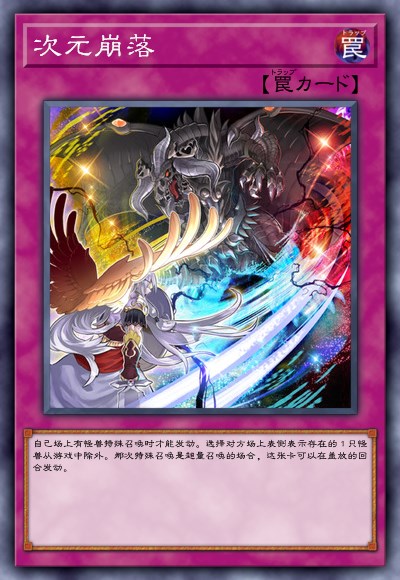 次元崩落
トラップ
罠
トラップ
【罠カード】
自己场上有怪兽特殊召唤时才能发动。选择对方场上表侧表示存在的１只怪
兽从游戏中除外。那次特殊召唤是超量召唤的场合，这张卡可以在盖放的回
合发动。